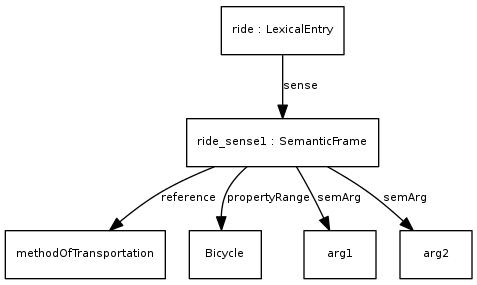 ride : LexicalEntry
sense
ride_sense1 : SemanticFrame
reference
propertyRange
semArg
semArg
methodOfTransportation
Bicycle
arg1
arg2